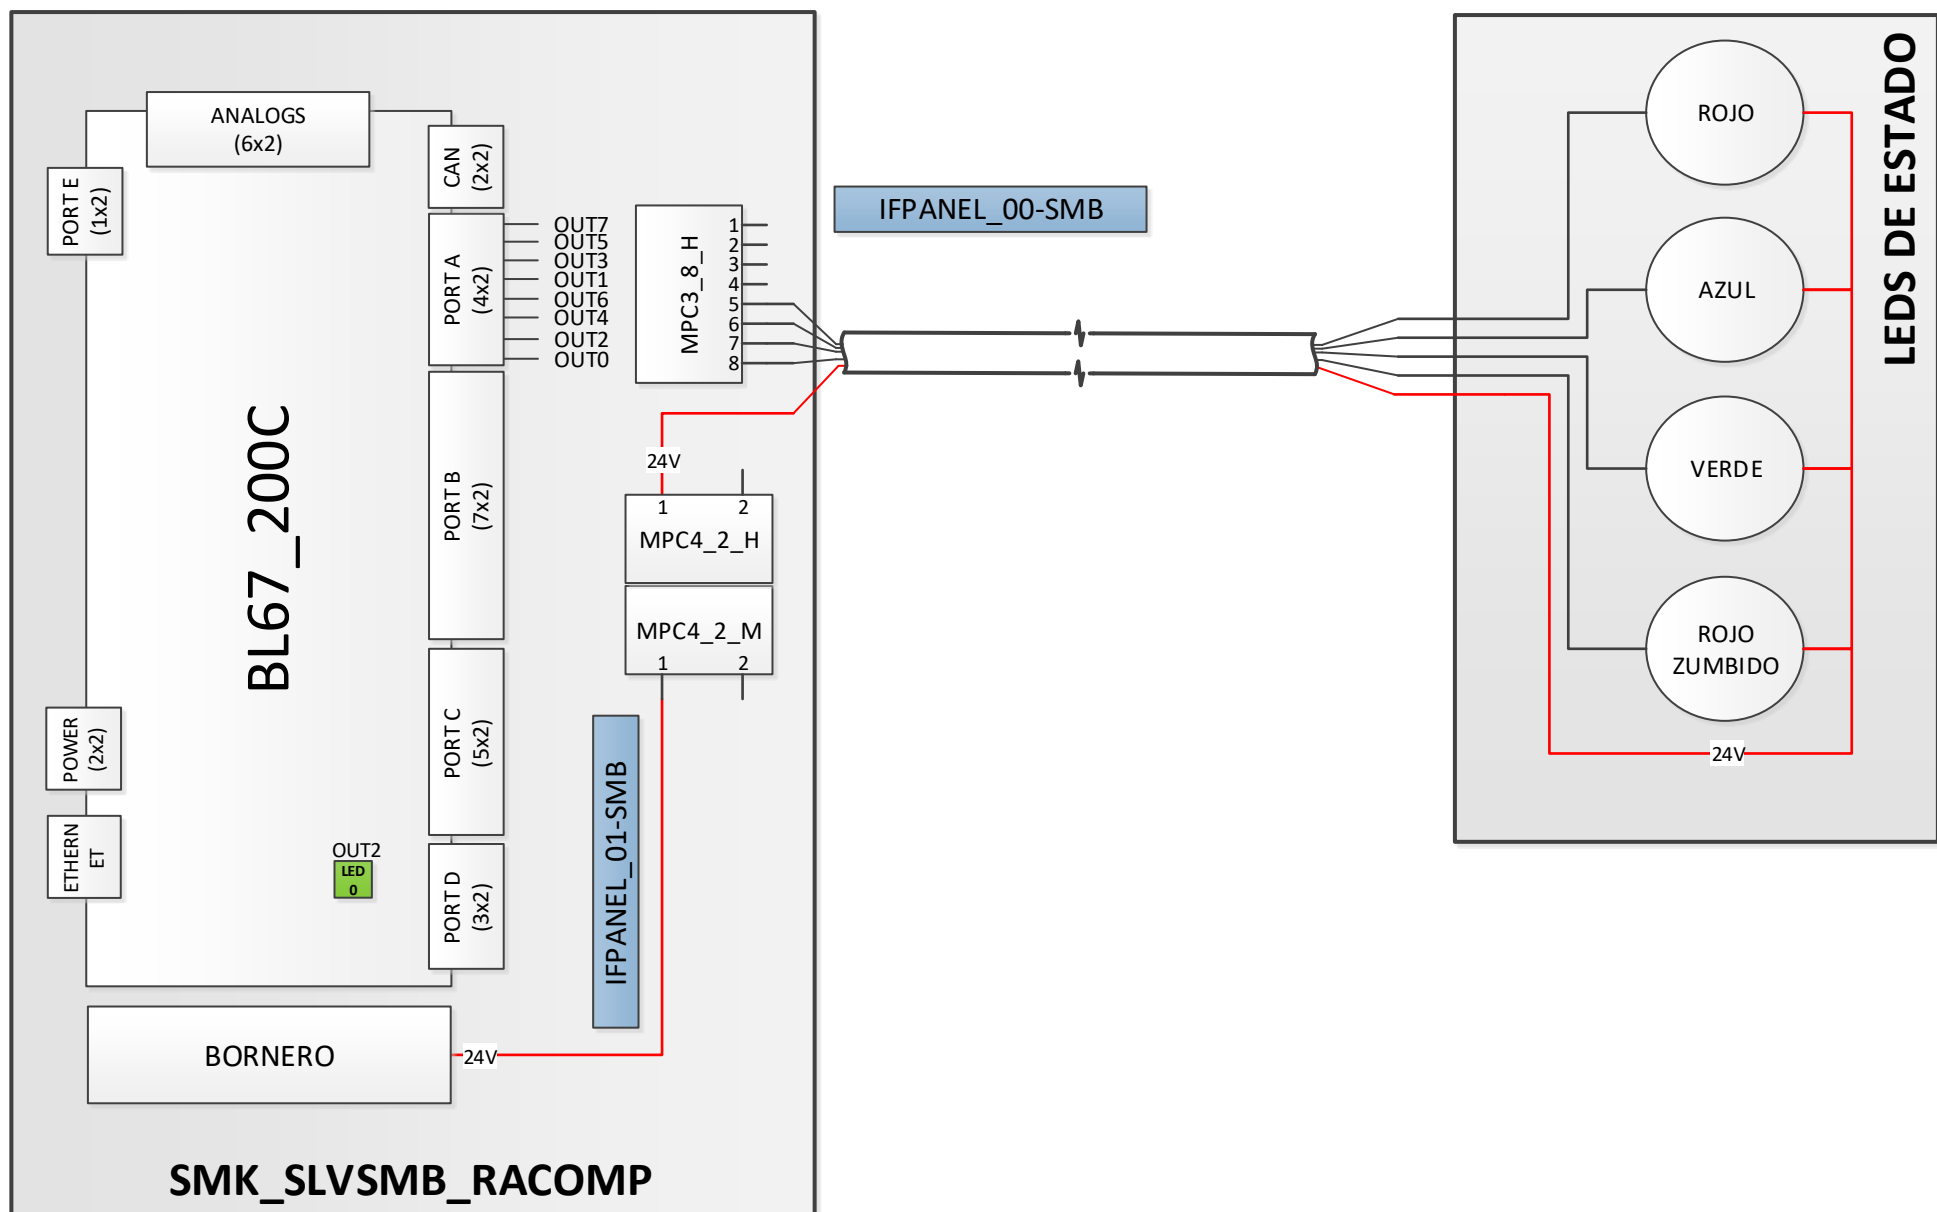 ANALOGS
(6x2)
PORT E
(1x2)
CAN
(2x2)
PORT A
(4x2)
OUT7
OUT5
OUT3
OUT1
OUT6
OUT4
OUT2
OUT0
MPC3_8_H
1
2
3
4
5
6
7
8
IFPANEL_00-SMB
BL67_200C
PORT B
(7x2)
24V
1 2
MPC4_2_H
MPC4_2_M
1 2
PORT C
(5x2)
POWER
(2x2)
ETHERN
ET
OUT2
LED
0
PORT D
(3x2)
IFPANEL_01-SMB
BORNERO
24V
SMK_SLVSMB_RACOMP
LEDS DE ESTADO
ROJO
AZUL
VERDE
ROJO
ZUMBIDO
24V